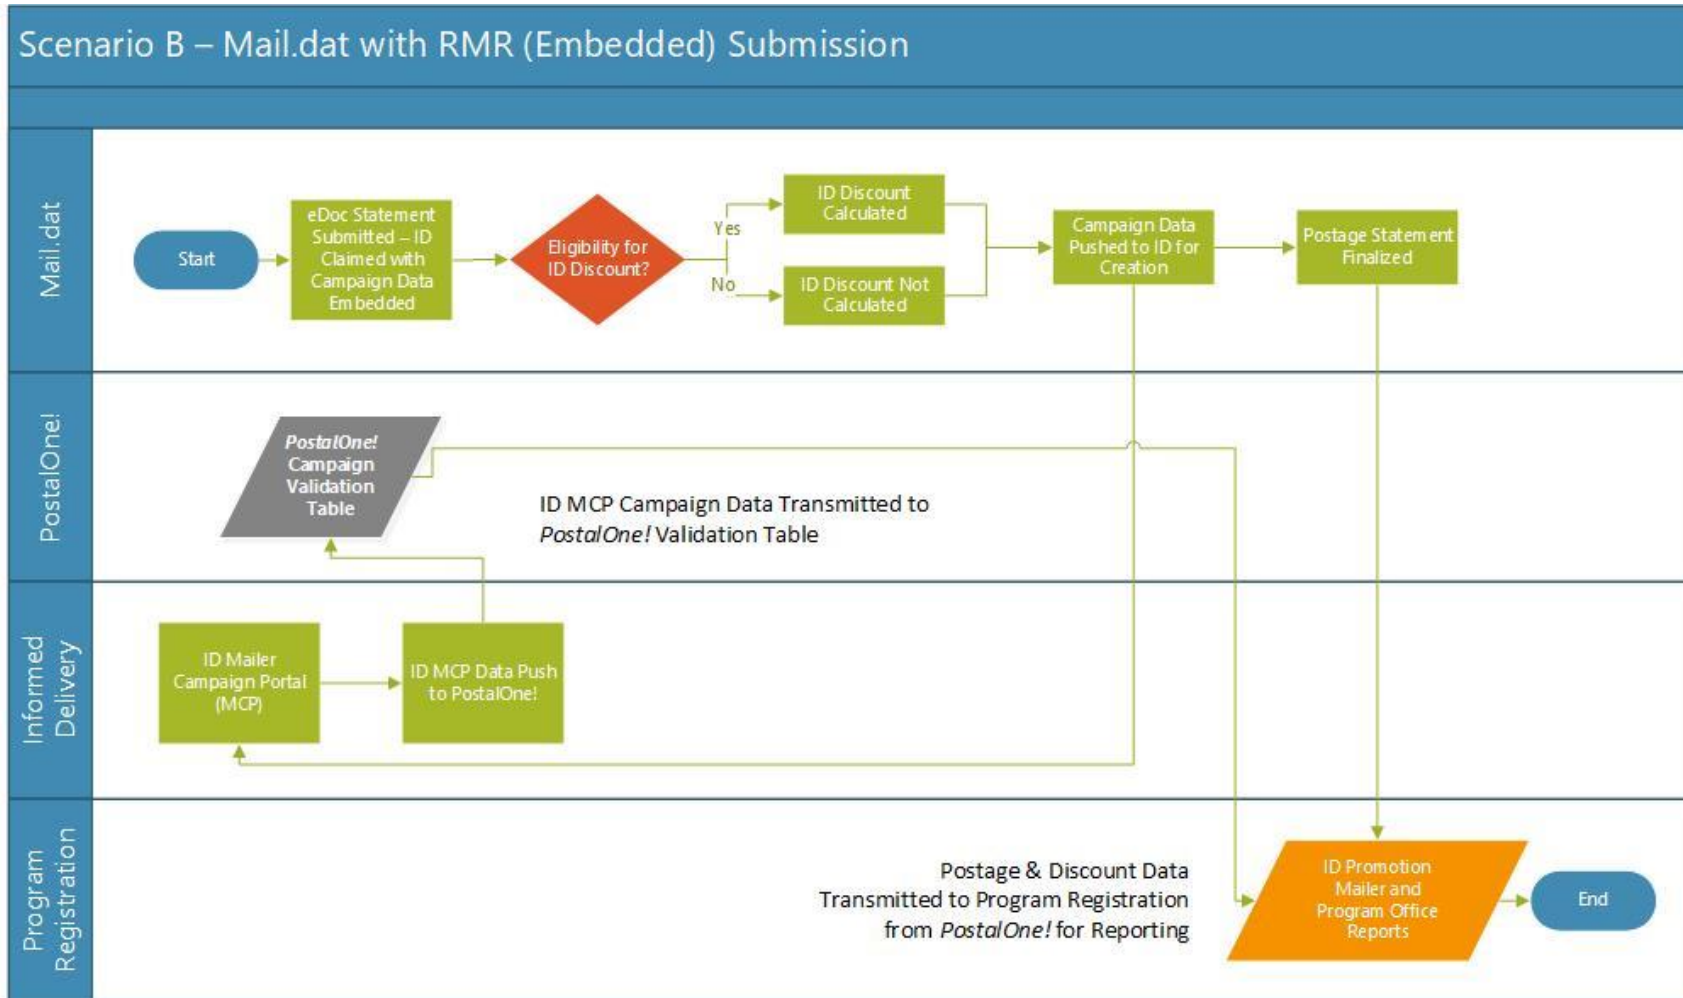 Scenario B – Mail.dat with RMR (Embedded) Submission
Mail.dat
Start
eDoc Statement
Submitted – ID
Claimed with
Campaign Data
Embedded
Eligibility for
ID Discount?
Yes
No
ID Discount
Calculated
ID Discount Not
Calculated
Campaign Data
Pushed to ID for
Creation
Postage Statement
Finalized
PostalOne!
PostalOne!
Campaign
Validation
Table
ID MCP Campaign Data Transmitted to
PostalOne! Validation Table
Informed
Delivery
ID Mailer
Campaign Portal
(MCP)
ID MCP Data Push
to PostalOne!
Program
Registration
Postage & Discount Data
Transmitted to Program Registration
from PostalOne! for Reporting
ID Promotion
Mailer and
Program Office
Reports
End